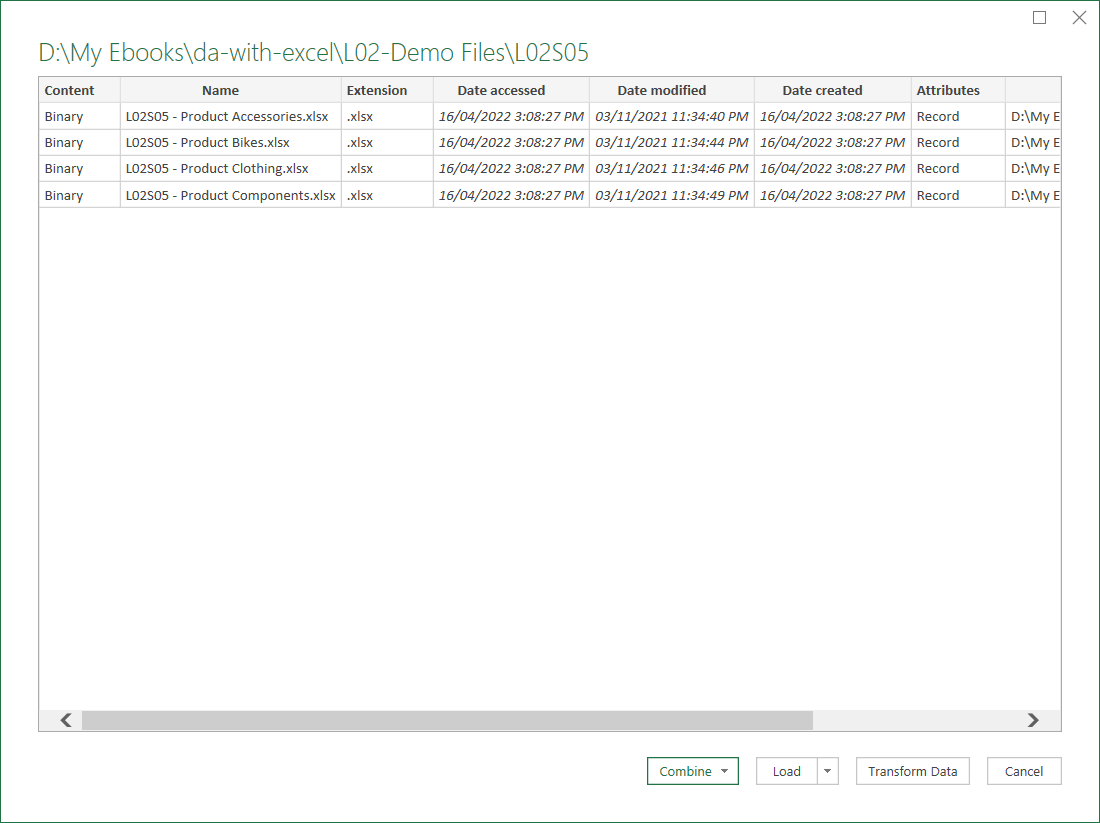 D:\My Ebooks\da-with-excel\L02-Demo Files\L02S05
Content Name Extension Date accessed Date modified Date created Attributes
Binary L02S05 - Product Accessories.xlsx .xlsx 16/04/2022 3:08:27 PM 03/11/2021 11:34:40 PM 16/04/2022 3:08:27 PM Record D:\My E
Binary L02S05 - Product Bikes.xlsx .xlsx 16/04/2022 3:08:27 PM 03/11/2021 11:34:44 PM 16/04/2022 3:08:27 PM Record D:\My E
Binary L02S05 - Product Clothing.xlsx .xlsx 16/04/2022 3:08:27 PM 03/11/2021 11:34:46 PM 16/04/2022 3:08:27 PM Record D:\My E
Binary L02S05 - Product Components.xlsx .xlsx 16/04/2022 3:08:27 PM 03/11/2021 11:34:49 PM 16/04/2022 3:08:27 PM Record D:\My E
Combine Load Transform Data Cancel